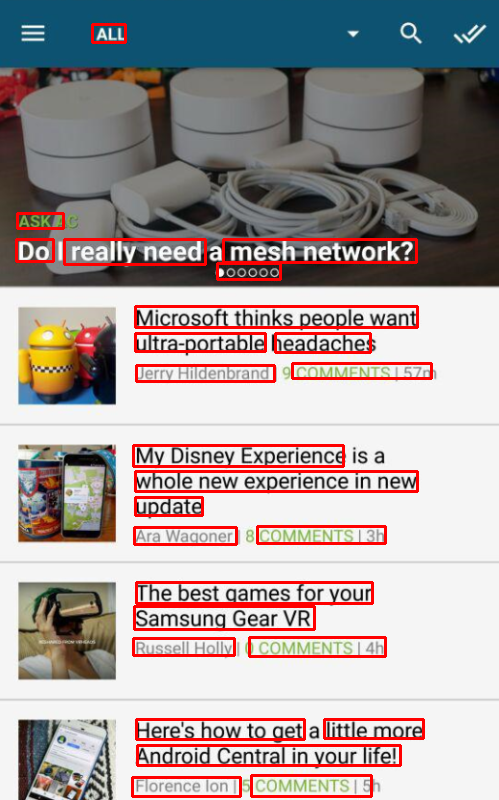 ALL
ASK AC
Do I really need a mesh network?
Microsoft thinks people want
ultra-portable headaches
Jerry Hildenbrand | 9 COMMENTS | 57m
My Disney Experience is a
whole new experience in new
update
Ara Wagoner | 8 COMMENTS | 3h
The best games for your
Samsung Gear VR
Russell Holly | 0 COMMENTS | 4h
Here's how to get a little more
Android Central in your life!
Florence Ion | 5 COMMENTS | 5h